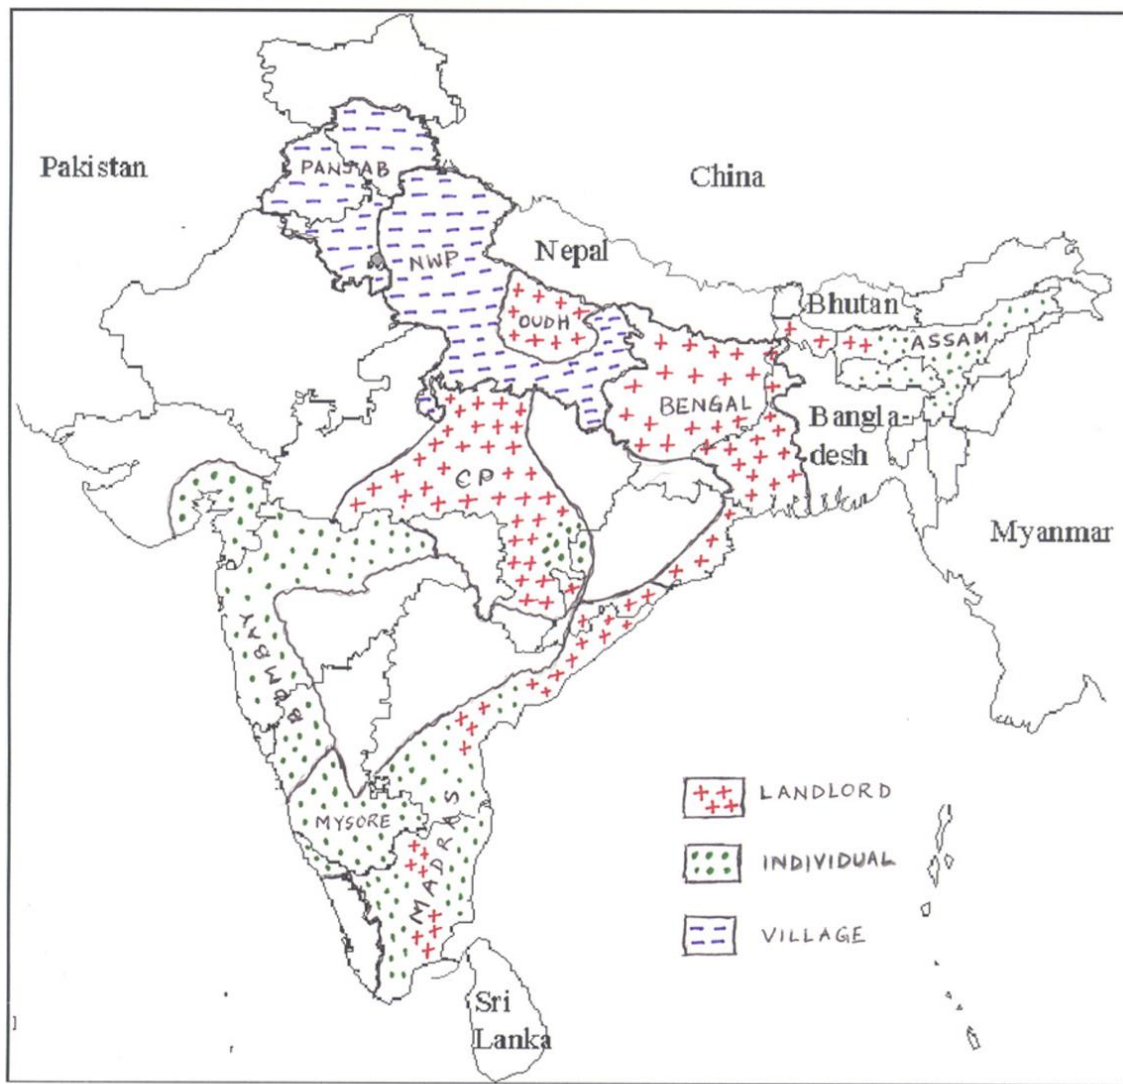 Pakistan
China
PANJAB
NWP
Nepal
OUDH
Bhutan
ASSAM
BENGAL
Bangla-
desh
CP
Myanmar
BOMBAY
MYSORE
MADRAS
LANDLORD
INDIVIDUAL
VILLAGE
Sri
Lanka